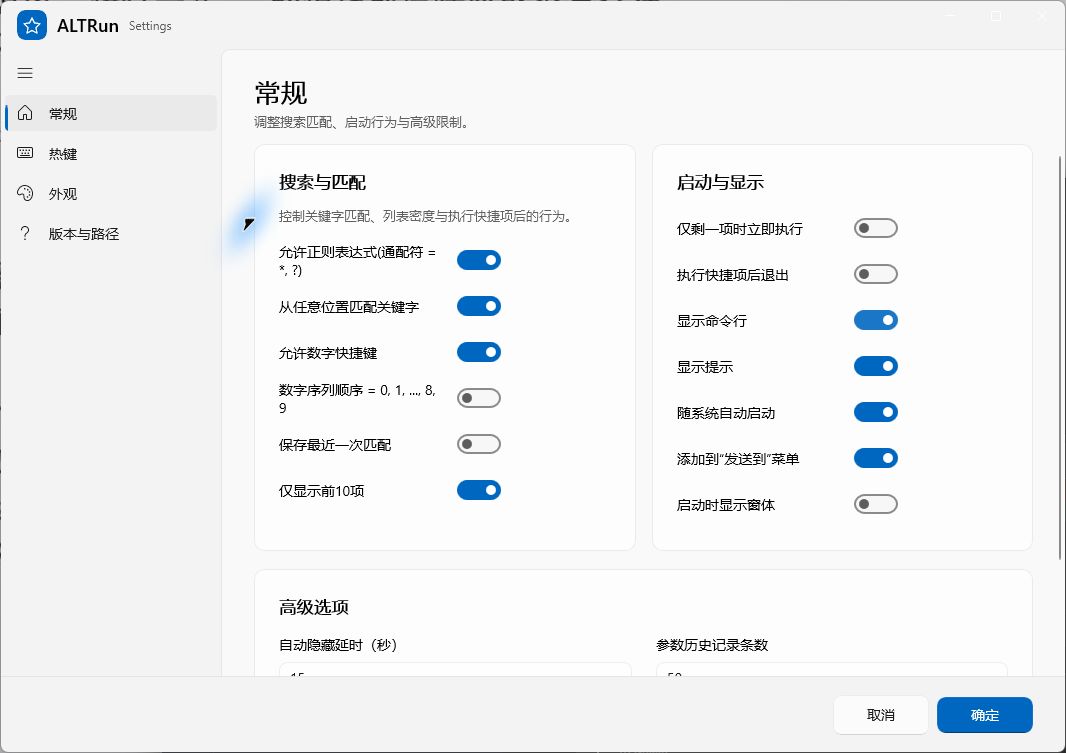 ALTRun Settings
常规
热键
外观
版本与路径
常规
调整搜索匹配、启动行为与高级限制。
搜索与匹配
控制关键字匹配、列表密度与执行快捷项后的行为。
允许正则表达式(通配符 =
*, ?)
从任意位置匹配关键字
允许数字快捷键
数字序列顺序 = 0, 1, ..., 8,
9
保存最近一次匹配
仅显示前10项
启动与显示
仅剩一项时立即执行
执行快捷项后退出
显示命令行
显示提示
随系统自动启动
添加到“发送到”菜单
启动时显示窗体
高级选项
自动隐藏延时（秒）
参数历史记录条数
15
50
取消
确定